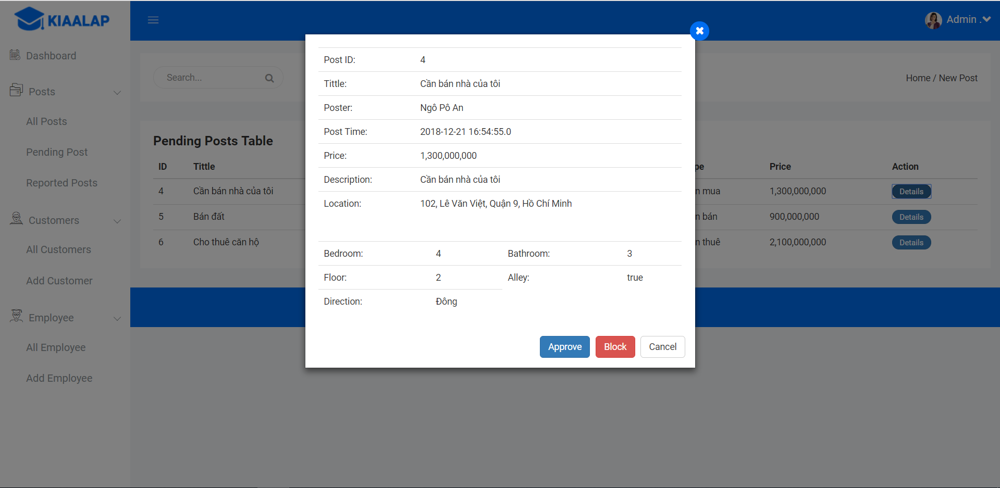 KIAALAP
Admin .
Dashboard
Posts
All Posts
Pending Post
Reported Posts
Customers
All Customers
Add Customer
Employee
All Employee
Add Employee
Search...
Home / New Post
Pending Posts Table
ID Tittle pe Price Action
4 Cần bán nhà của tôi n mua 1,300,000,000 Details
5 Bán đất n bán 900,000,000 Details
6 Cho thuê căn hộ n thuê 2,100,000,000 Details
Post ID: 4
Tittle: Cần bán nhà của tôi
Poster: Ngô Pô An
Post Time: 2018-12-21 16:54:55.0
Price: 1,300,000,000
Description: Cần bán nhà của tôi
Location: 102, Lê Văn Việt, Quận 9, Hồ Chí Minh
Bedroom: 4 Bathroom: 3
Floor: 2 Alley: true
Direction: Đông
Approve Block Cancel